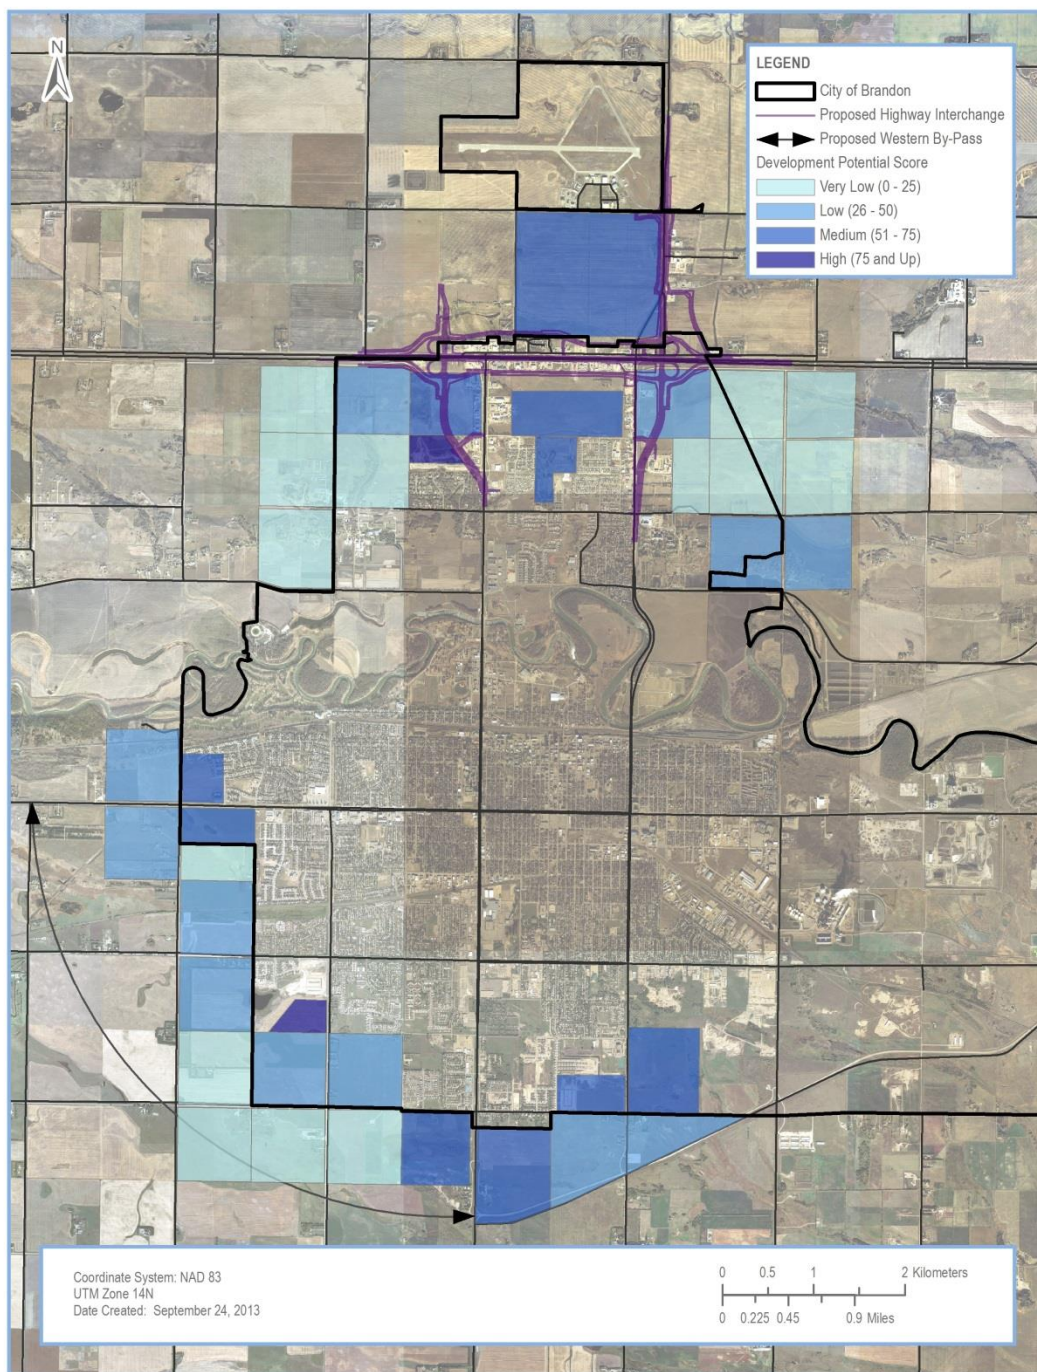 N
LEGEND
City of Brandon
Proposed Highway Interchange
Proposed Western By-Pass
Development Potential Score
Very Low (0 - 25)
Low (26 - 50)
Medium (51 - 75)
High (75 and Up)
Coordinate System: NAD 83
UTM Zone 14N
Date Created: September 24, 2013
0 0.5 1 2 Kilometers
0 0.225 0.45 0.9 Miles